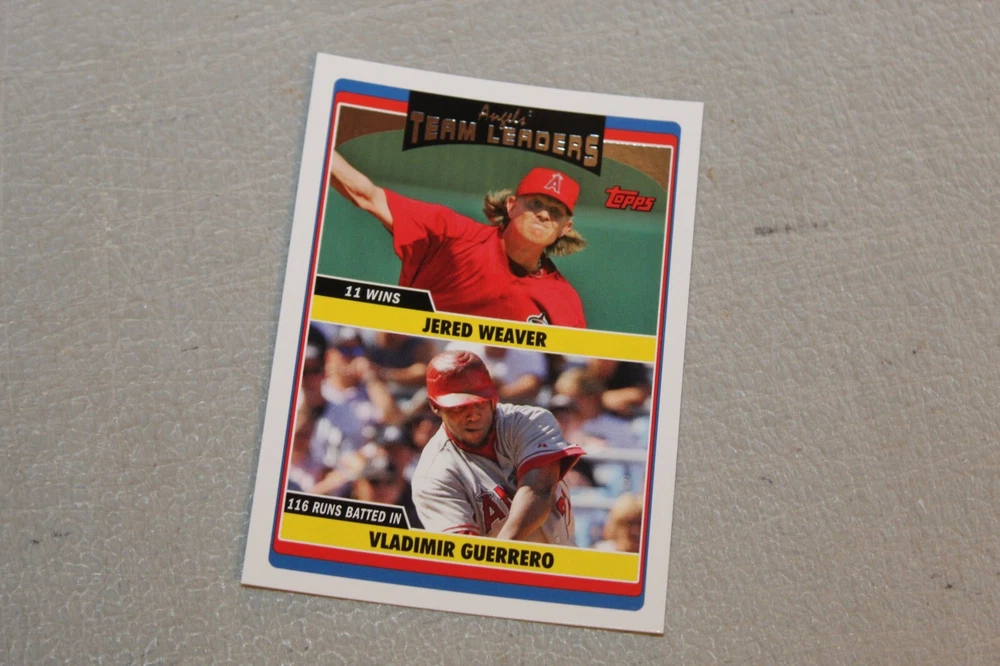 Angels'
TEAM LEADERS
A
Topps
11 WINS
JERED WEAVER
A
116 RUNS BATTED IN
VLADIMIR GUERRERO